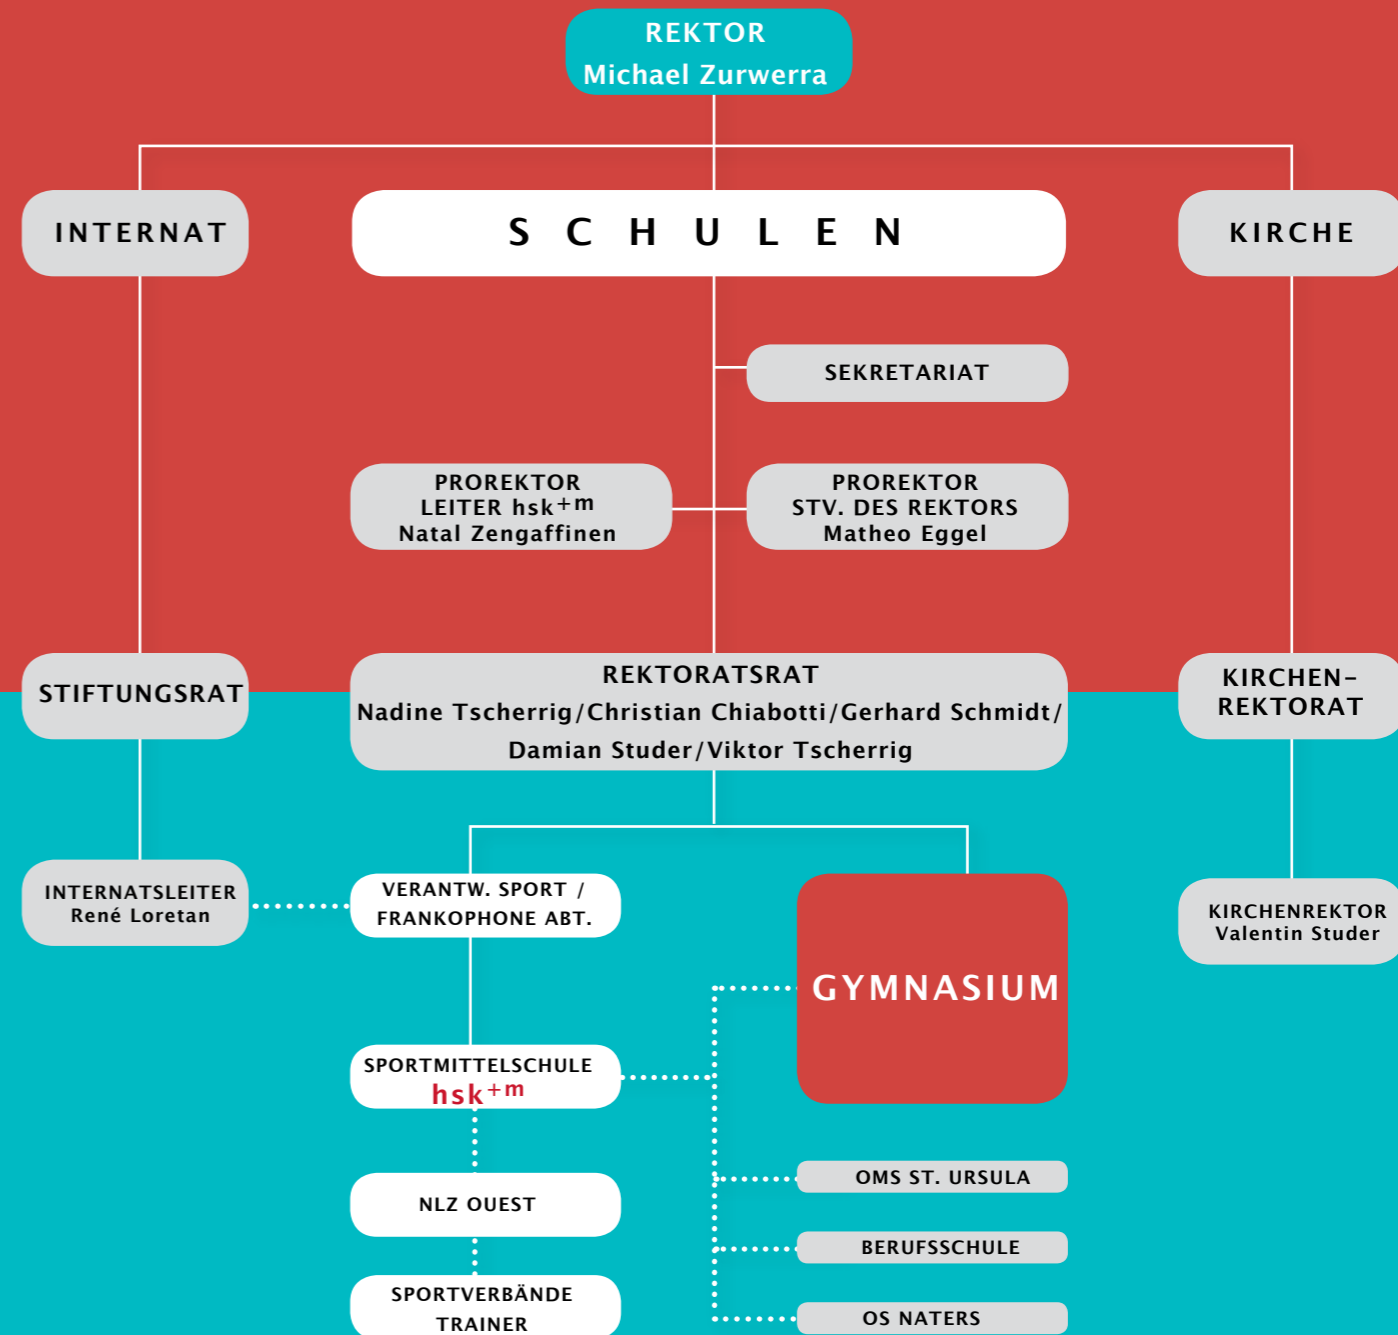 REKTOR
Michael Zurwerra
INTERNAT
SCHULEN
KIRCHE
SEKRETARIAT
PROREKTOR
LEITER hsk+m
Natal Zengaffinen
PROREKTOR
STV. DES REKTORS
Matheo Eggel
STIFTUNGSRAT
REKTORATSRAT
Nadine Tscherrig/Christian Chiabotti/Gerhard Schmidt/
Damian Studer/Viktor Tscherrig
KIRCHEN-
REKTORAT
INTERNATSLEITER
René Loretan
VERANTW. SPORT /
FRANKOPHONE ABT.
GYMNASIUM
KIRCHENREKTOR
Valentin Studer
SPORTMITTELSCHULE
hsk+m
NLZ OUEST
SPORTVERBÄNDE
TRAINER
OMS ST. URSULA
BERUFSSCHULE
OS NATERS